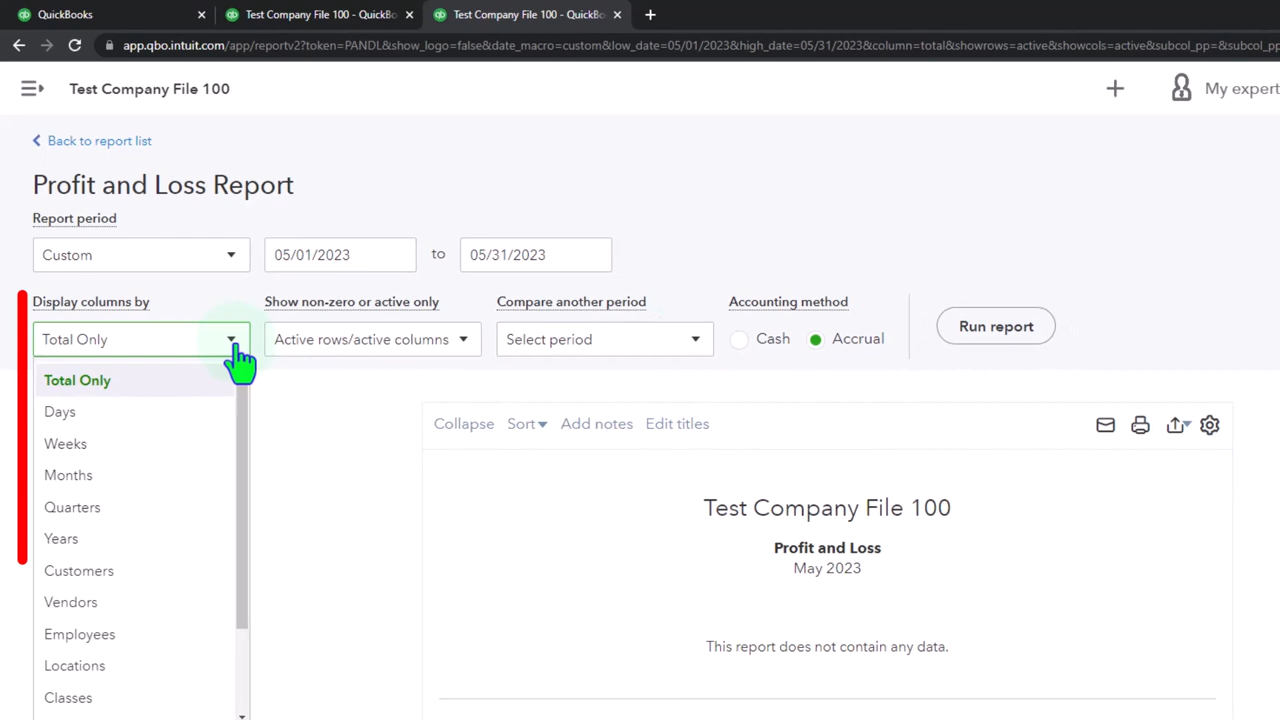 QuickBooks
Test Company File 100 - QuickBo
Test Company File 100 - QuickBo
app.qbo.intuit.com/app/reportv2?token=PANDL&show_logo=false&date_macro=custom&low_date=05/01/2023&high_date=05/31/2023&column=total&showrows=active&showcols=active&subcol_pp=&subcol_pp
Test Company File 100
My expert
Back to report list
Profit and Loss Report
Report period
Custom
05/01/2023
to
05/31/2023
Display columns by
Show non-zero or active only
Compare another period
Accounting method
Total Only
Active rows/active columns
Select period
Cash
Accrual
Run report
Total Only
Days
Weeks
Months
Quarters
Years
Customers
Vendors
Employees
Locations
Classes
Collapse
Sort
Add notes
Edit titles
Test Company File 100
Profit and Loss
May 2023
This report does not contain any data.